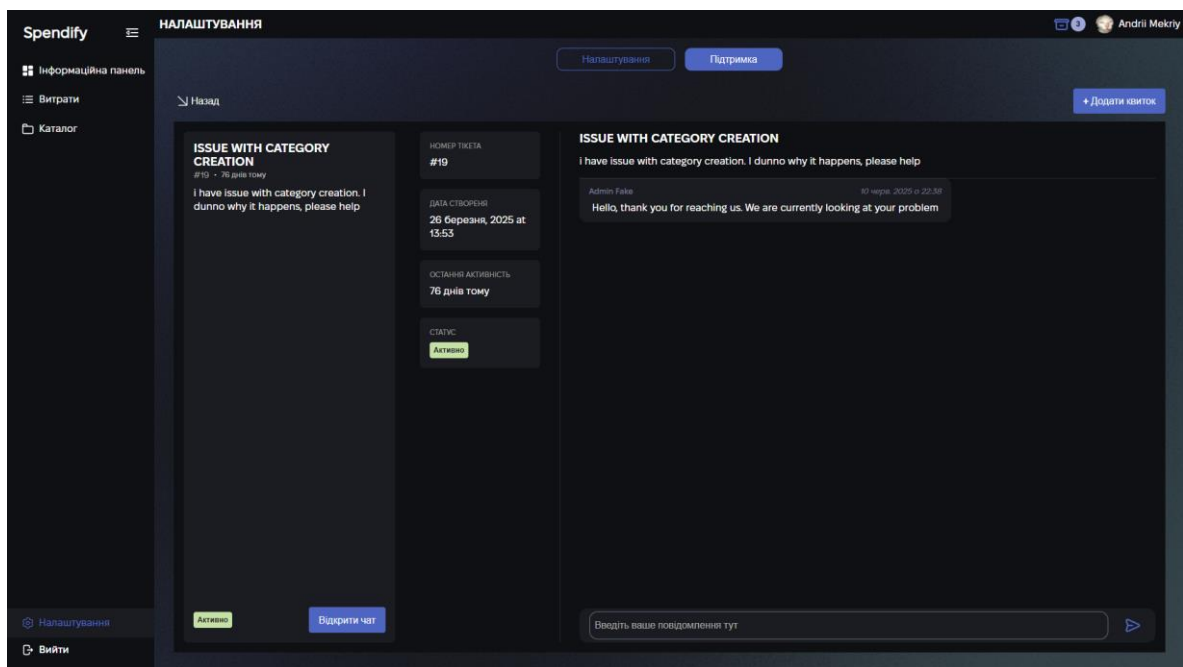 Spendify
НАЛАШТУВАННЯ
3
Andrii Mekriy
Інформаційна панель
Витрати
Каталог
Налаштування
Вийти
Налаштування
Підтримка
Назад
+ Додати квиток
ISSUE WITH CATEGORY
CREATION
#19 • 76 днів тому
i have issue with category creation. I
dunno why it happens, please help
Активно
Відкрити чат
НОМЕР ТІКЕТА
#19
ДАТА СТВОРЕНЯ
26 березня, 2025 at
13:53
ОСТАННЯ АКТИВНІСТЬ
76 днів тому
СТАТУС
Активно
ISSUE WITH CATEGORY CREATION
i have issue with category creation. I dunno why it happens, please help
Admin Fake
10 черв. 2025 о 22:38
Hello, thank you for reaching us. We are currently looking at your problem
Введіть ваше повідомлення тут